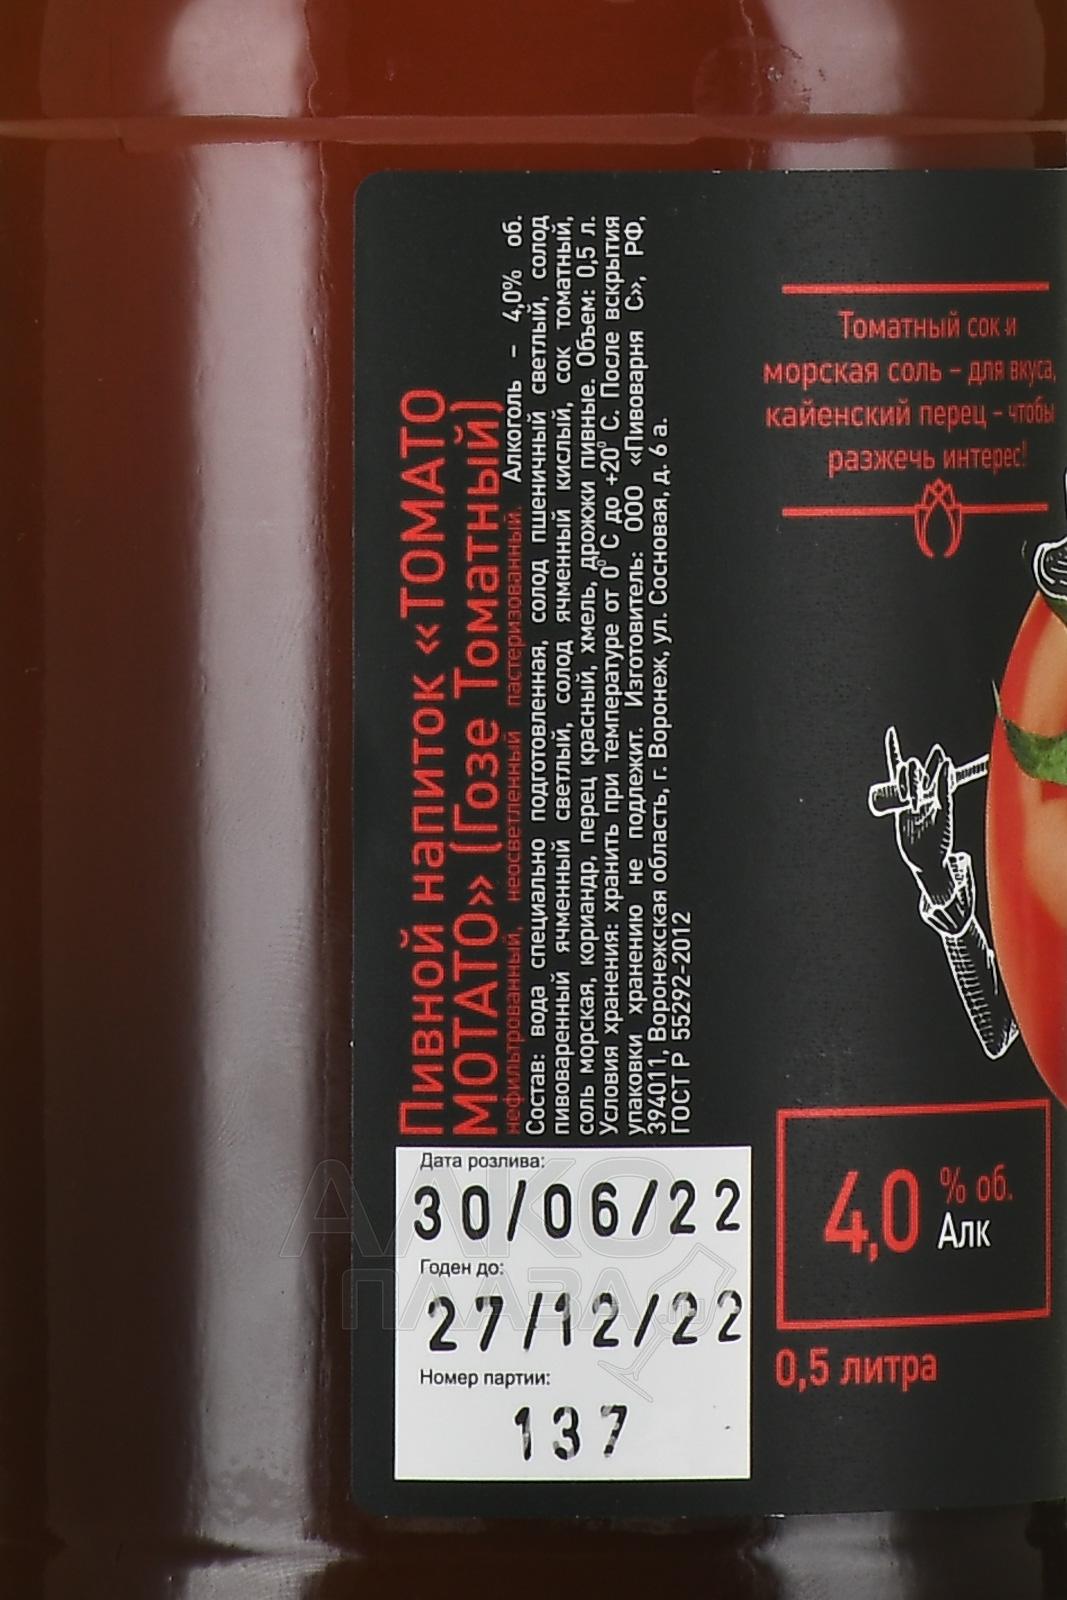 Пивной напиток «ТОМАТО
МОТАТО» (Гозе Томатный)
нефильтрованный, неосветленный пастеризованный. Алкоголь – 4,0% об.
Состав: вода специально подготовленная, солод пшеничный светлый, солод
пивоваренный ячменный светлый, солод ячменный кислый, сок томатный,
соль морская, кориандр, перец красный, хмель, дрожжи пивные. Объем: 0,5 л.
Условия хранения: хранить при температуре от 0° С до +20° С. После вскрытия
упаковки хранению не подлежит. Изготовитель: ООО «Пивоварня С», РФ,
394011, Воронежская область, г. Воронеж, ул. Сосновая, д. 6 а.
ГОСТ Р 55292-2012
Дата розлива:
30/06/22
Годен до:
27/12/22
Номер партии:
137
Томатный сок и
морская соль – для вкуса,
кайенский перец – чтобы
разжечь интерес!
4,0 % об.
Алк
0,5 литра
АЛКО
ПЛАЗА.ru